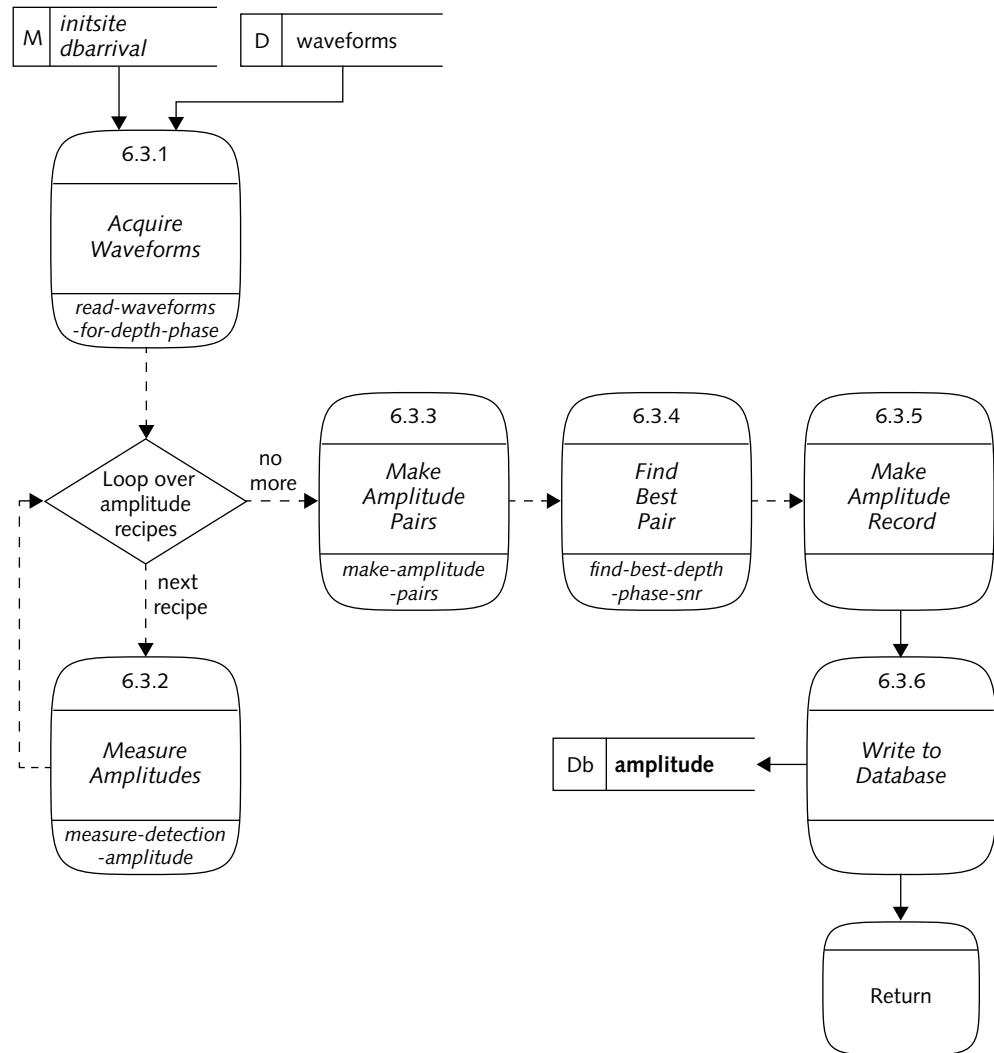 M
initsite
dbarrival
D
waveforms
6.3.1
Acquire
Waveforms
read-waveforms
-for-depth-phase
Loop over
amplitude
recipes
no
more
next
recipe
6.3.2
Measure
Amplitudes
measure-detection
-amplitude
6.3.3
Make
Amplitude
Pairs
make-amplitude
-pairs
6.3.4
Find
Best
Pair
find-best-depth
-phase-snr
6.3.5
Make
Amplitude
Record
6.3.6
Write to
Database
Db
amplitude
Return